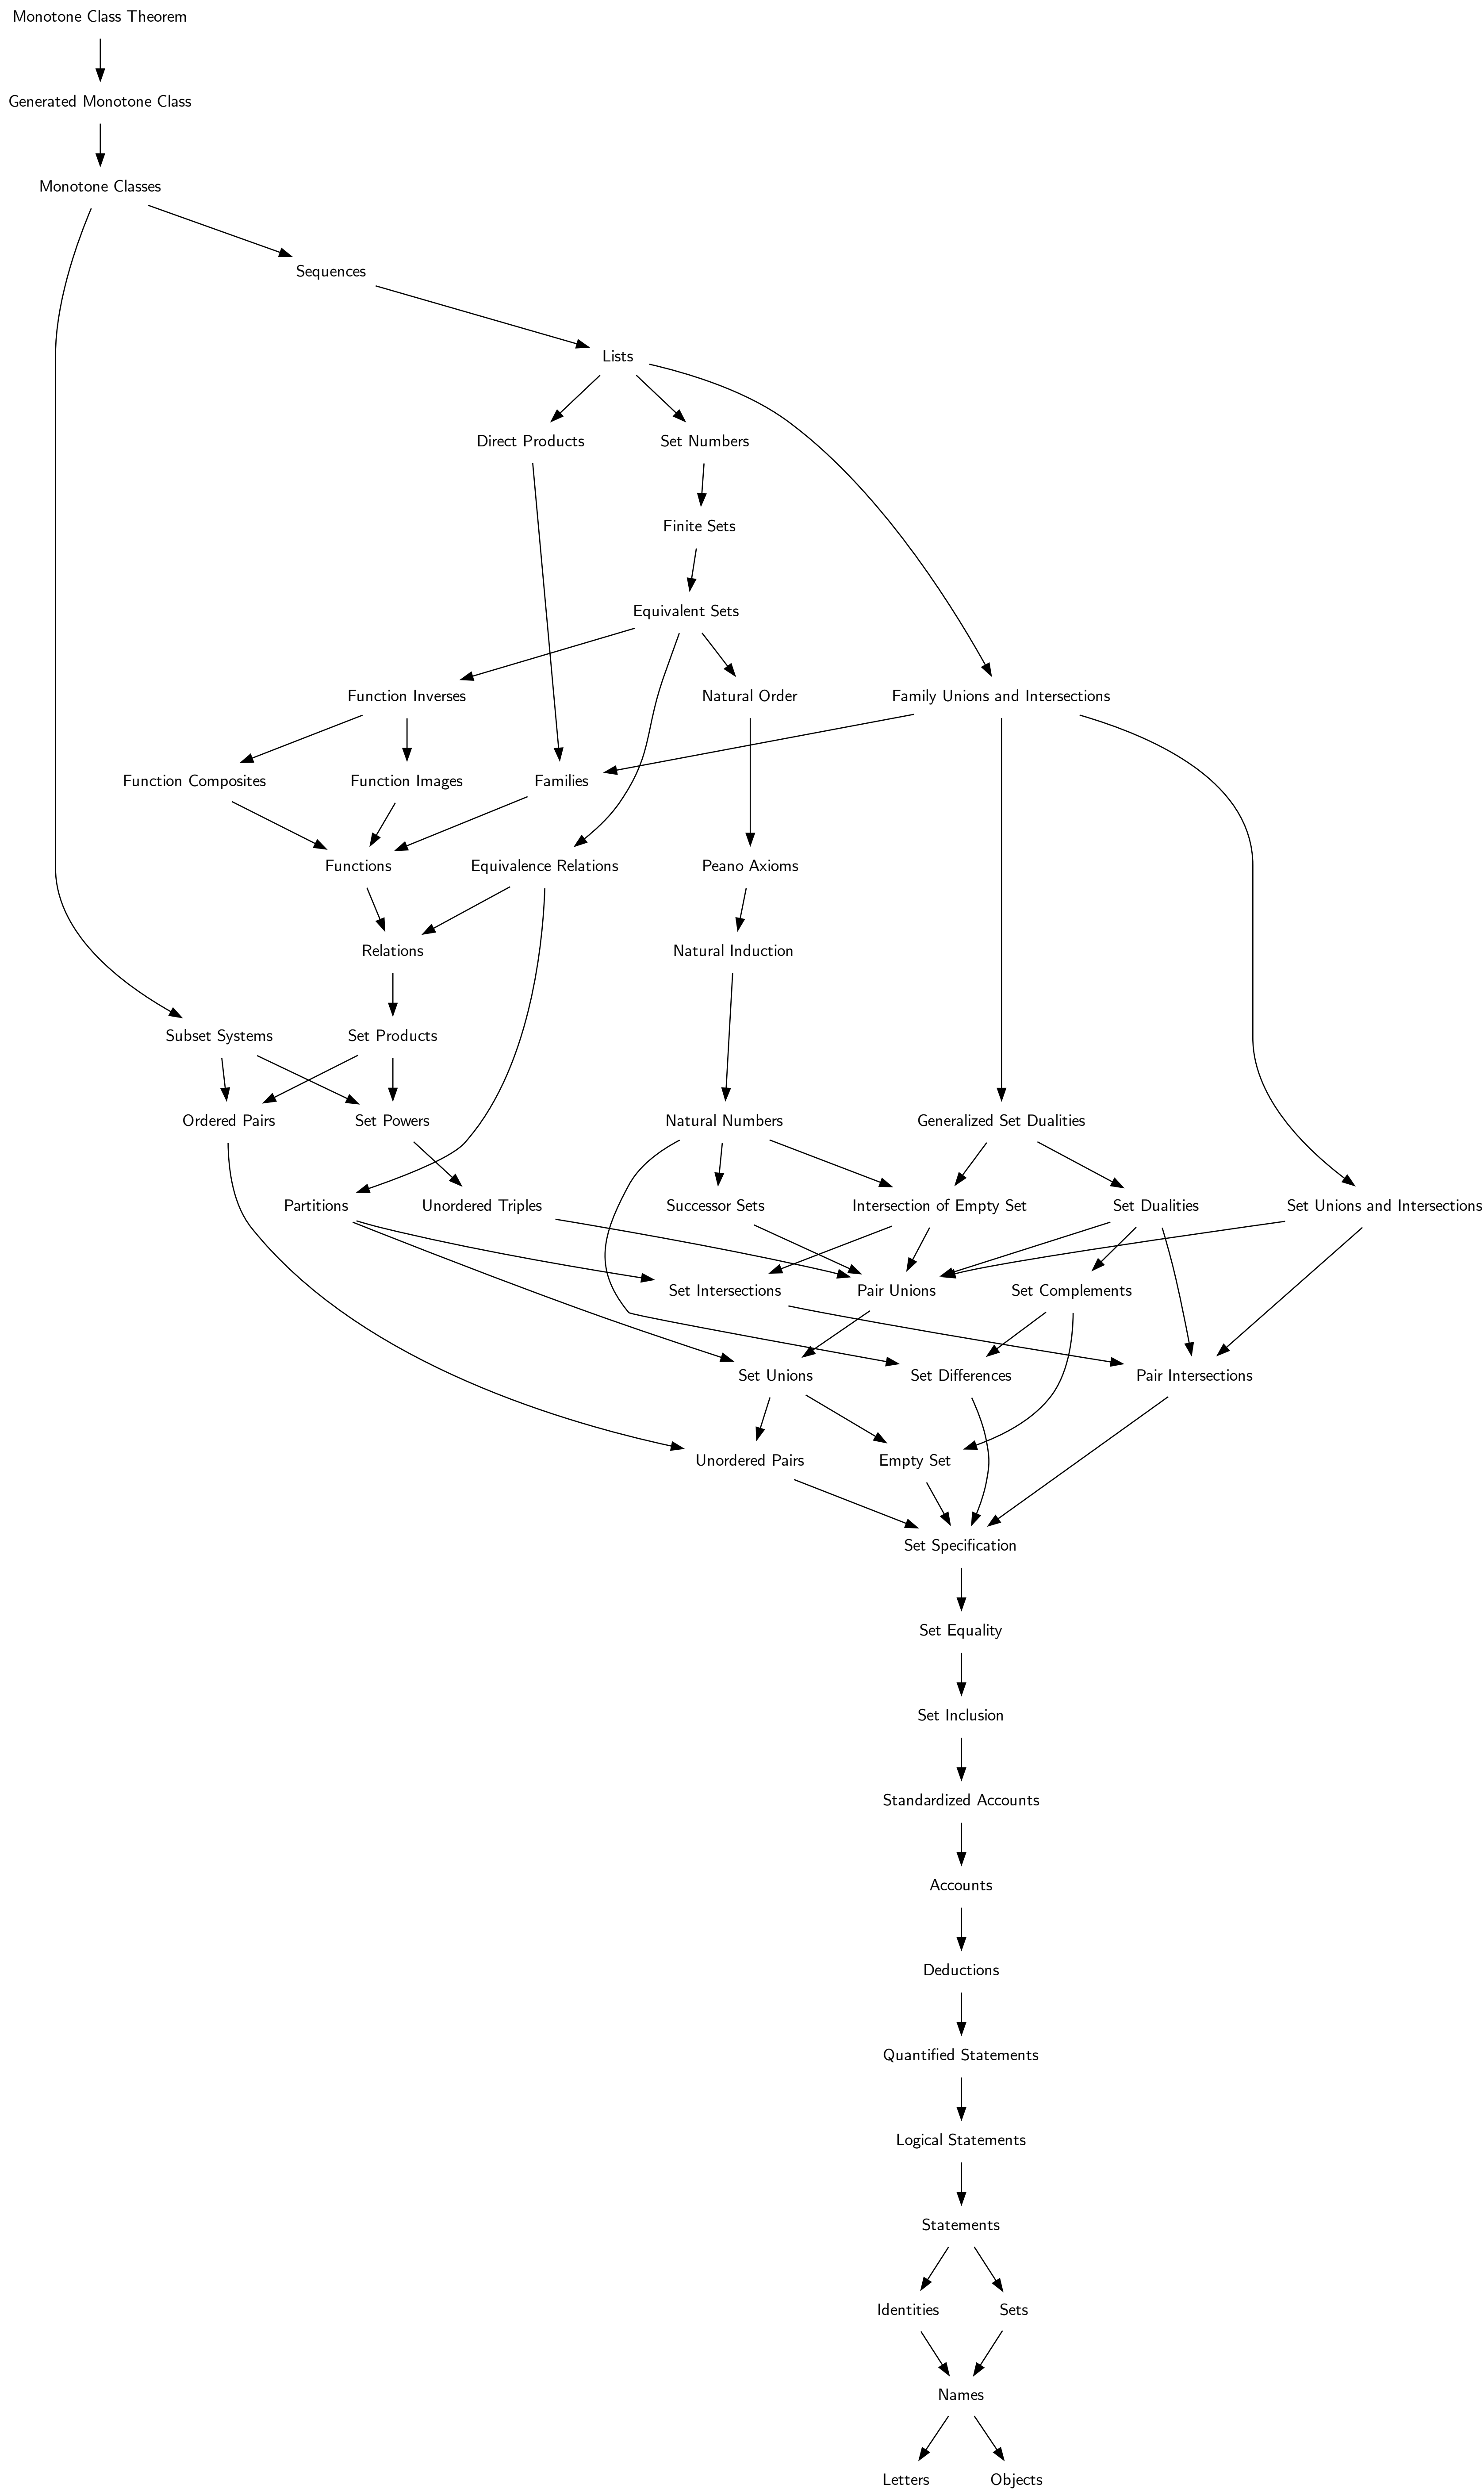 Monotone Class Theorem
Generated Monotone Class
Monotone Classes
Sequences
Lists
Direct Products
Set Numbers
Finite Sets
Equivalent Sets
Function Inverses
Natural Order
Family Unions and Intersections
Function Composites
Function Images
Families
Functions
Equivalence Relations
Peano Axioms
Relations
Natural Induction
Subset Systems
Set Products
Ordered Pairs
Set Powers
Natural Numbers
Generalized Set Dualities
Partitions
Unordered Triples
Successor Sets
Intersection of Empty Set
Set Dualities
Set Unions and Intersections
Set Intersections
Pair Unions
Set Complements
Set Unions
Set Differences
Pair Intersections
Unordered Pairs
Empty Set
Set Specification
Set Equality
Set Inclusion
Standardized Accounts
Accounts
Deductions
Quantified Statements
Logical Statements
Statements
Identities
Sets
Names
Letters
Objects